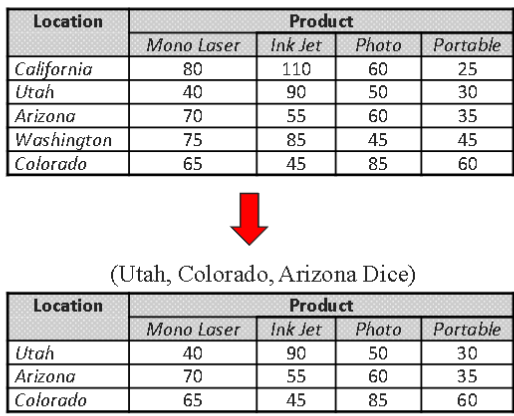 Location Product
Mono Laser Ink Jet Photo Portable
California 80 110 60 25
Utah 40 90 50 30
Arizona 70 55 60 35
Washington 75 85 45 45
Colorado 65 45 85 60
(Utah, Colorado, Arizona Dice)
Location Product
Mono Laser Ink Jet Photo Portable
Utah 40 90 50 30
Arizona 70 55 60 35
Colorado 65 45 85 60